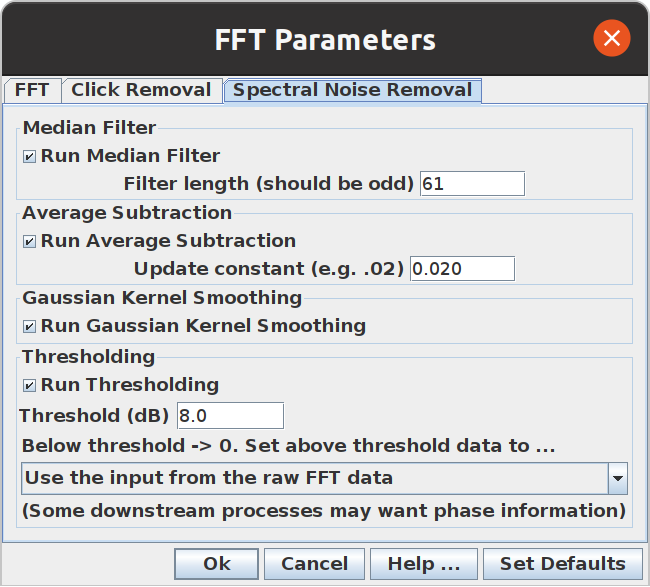 FFT Parameters
FFT Click Removal Spectral Noise Removal
Median Filter
Run Median Filter
Filter length (should be odd) 61
Average Subtraction
Run Average Subtraction
Update constant (e.g. .02) 0.020
Gaussian Kernel Smoothing
Run Gaussian Kernel Smoothing
Thresholding
Run Thresholding
Threshold (dB) 8.0
Below threshold -> 0. Set above threshold data to ...
Use the input from the raw FFT data
(Some downstream processes may want phase information)
Ok Cancel Help ... Set Defaults